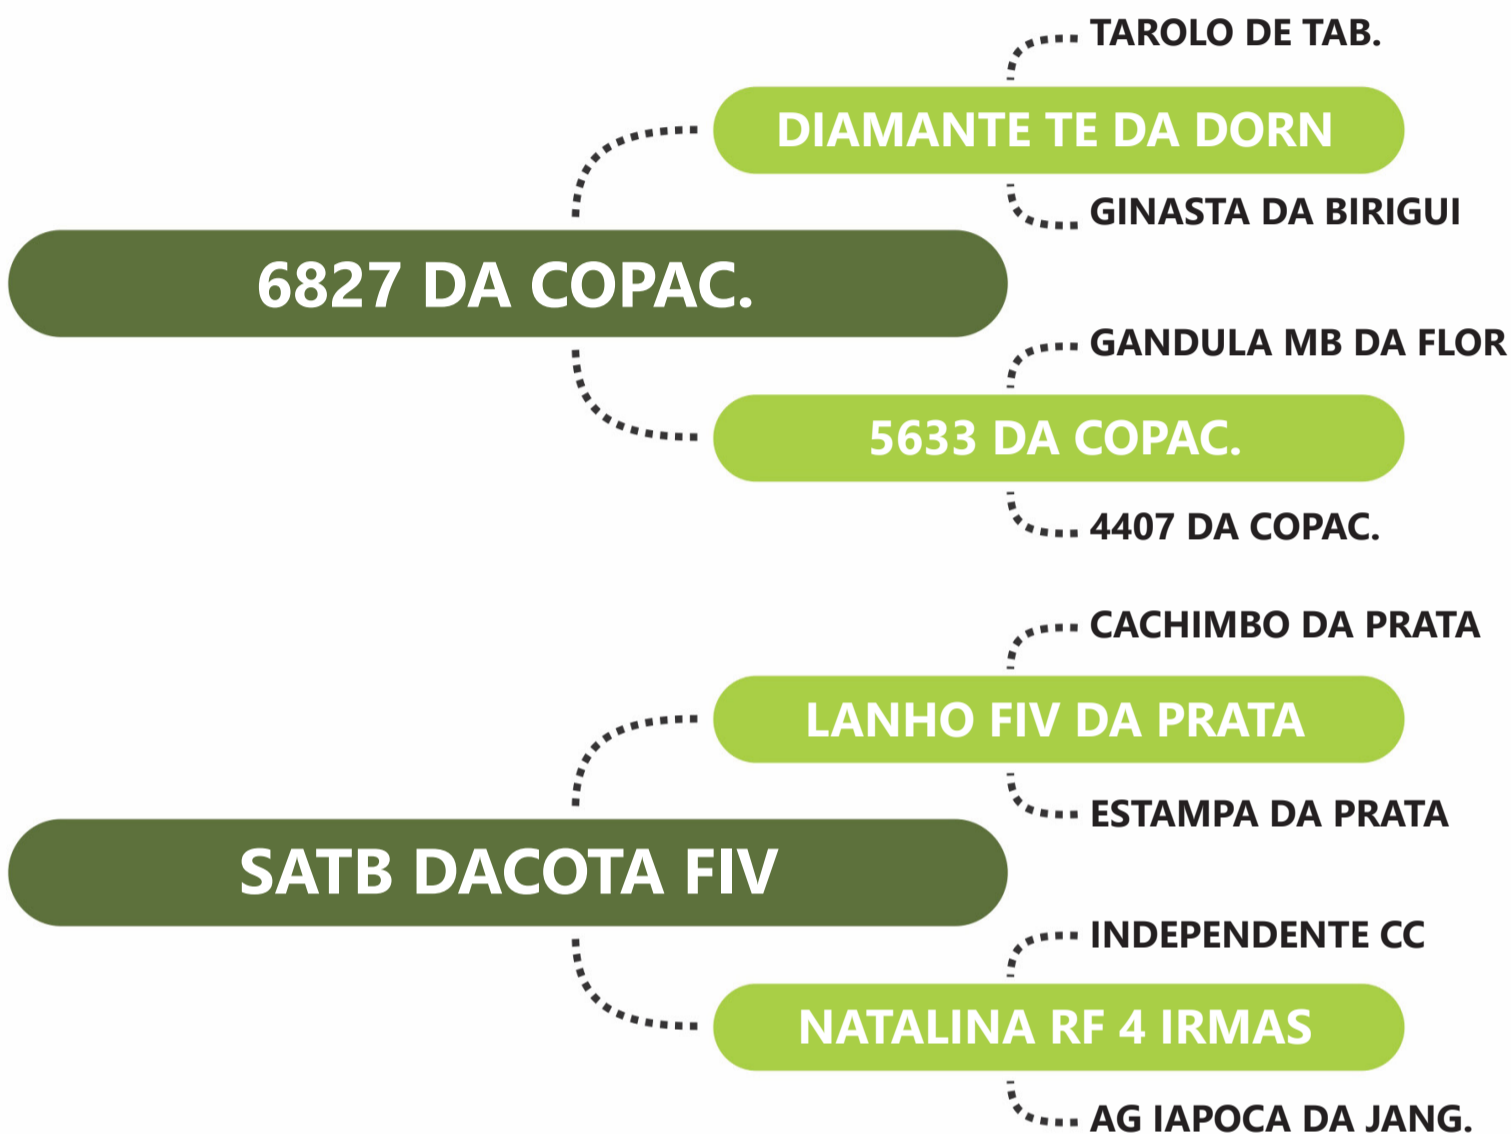 TAROLO DE TAB.
DIAMANTE TE DA DORN
GINASTA DA BIRIGUI
6827 DA COPAC.
GANDULA MB DA FLOR
5633 DA COPAC.
4407 DA COPAC.
CACHIMBO DA PRATA
LANHO FIV DA PRATA
ESTAMPA DA PRATA
SATB DACOTA FIV
INDEPENDENTE CC
NATALINA RF 4 IRMAS
AG IAPOCA DA JANG.